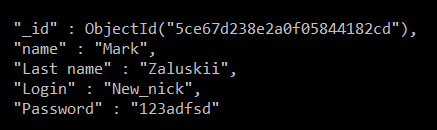 "_id" : ObjectId("5ce67d238e2a0f05844182cd"),
"name" : "Mark",
"Last name" : "Zaluskii",
"Login" : "New_nick",
"Password" : "123adfsd"